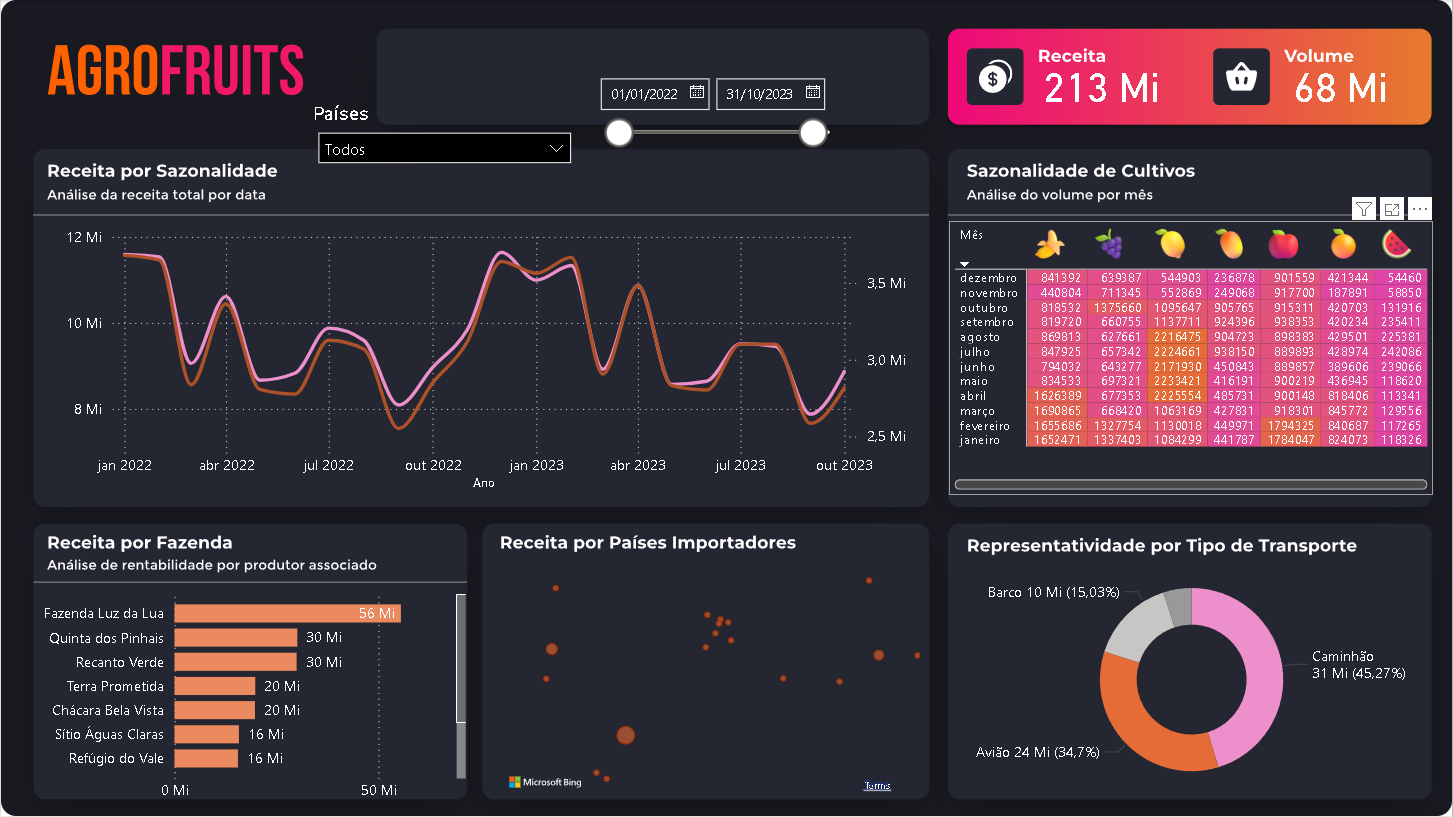 AGROFRUITS
Países
Todos
01/01/2022
31/10/2023
Receita
213 Mi
Volume
68 Mi
Receita por Sazonalidade
Análise da receita total por data
12 Mi
10 Mi
8 Mi
3,5 Mi
3,0 Mi
2,5 Mi
jan 2022 abr 2022 jul 2022 out 2022 jan 2023 abr 2023 jul 2023 out 2023
Ano
Sazonalidade de Cultivos
Análise do volume por mês
Mês
dezembro 841392 639387 544903 236878 901559 421344 54460
novembro 440804 711345 552869 249068 917700 187891 58850
outubro 818532 1375660 1095647 905765 915311 420703 131916
setembro 819720 660755 1137711 924396 938353 420234 235411
agosto 869813 627661 2216475 904723 898383 429501 225381
julho 847925 657342 2224661 938150 889893 428974 242086
junho 794032 643277 2171930 450843 889857 389606 239066
maio 834533 697321 2233421 416191 900219 436945 118620
abril 1626389 677353 2225554 485731 900148 818406 113341
março 1690865 668420 1063169 427831 918301 845772 129556
fevereiro 1655686 1327754 1130018 449971 1794325 840687 117265
janeiro 1652471 1337403 1084299 441787 1784047 824073 118326
Receita por Fazenda
Análise de rentabilidade por produtor associado
Fazenda Luz da Lua 56 Mi
Quinta dos Pinhais 30 Mi
Recanto Verde 30 Mi
Terra Prometida 20 Mi
Chácara Bela Vista 20 Mi
Sítio Águas Claras 16 Mi
Refúgio do Vale 16 Mi
0 Mi 50 Mi
Receita por Países Importadores
Microsoft Bing
Terms
Representatividade por Tipo de Transporte
Barco 10 Mi (15,03%)
Caminhão
31 Mi (45,27%)
Avião 24 Mi (34,7%)